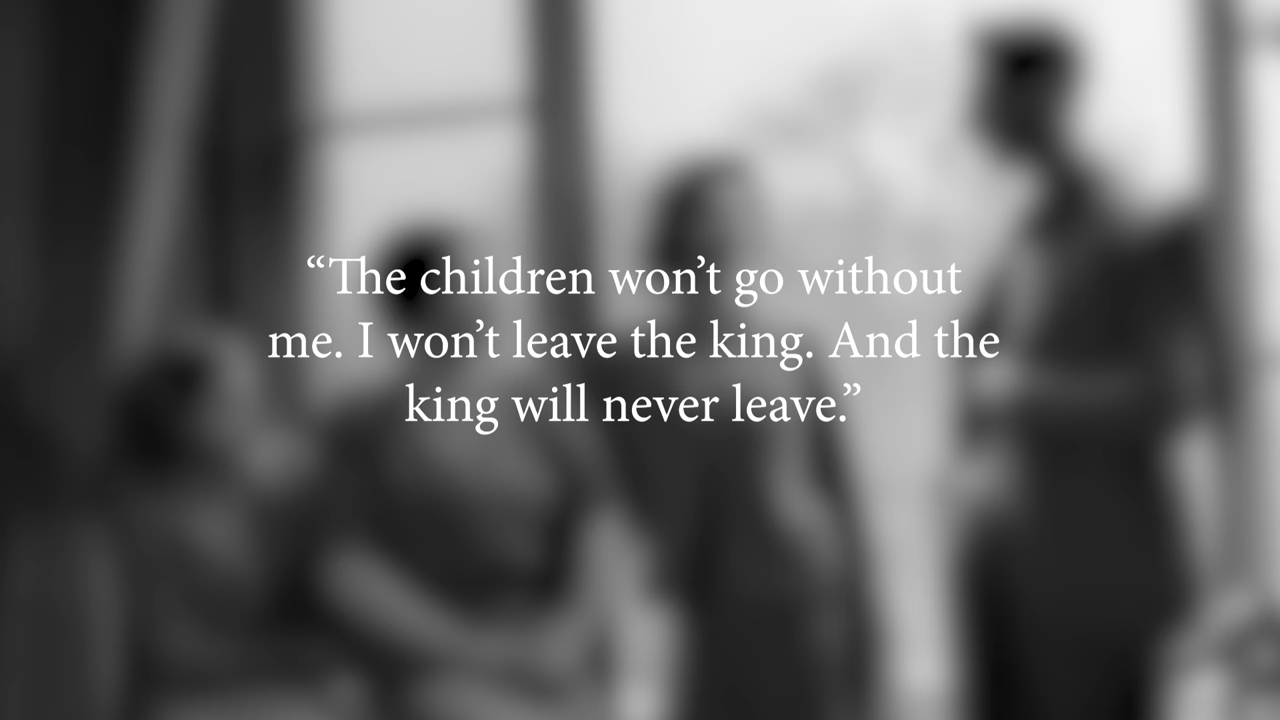 “The children won’t go without
me. I won’t leave the king. And the
king will never leave.”